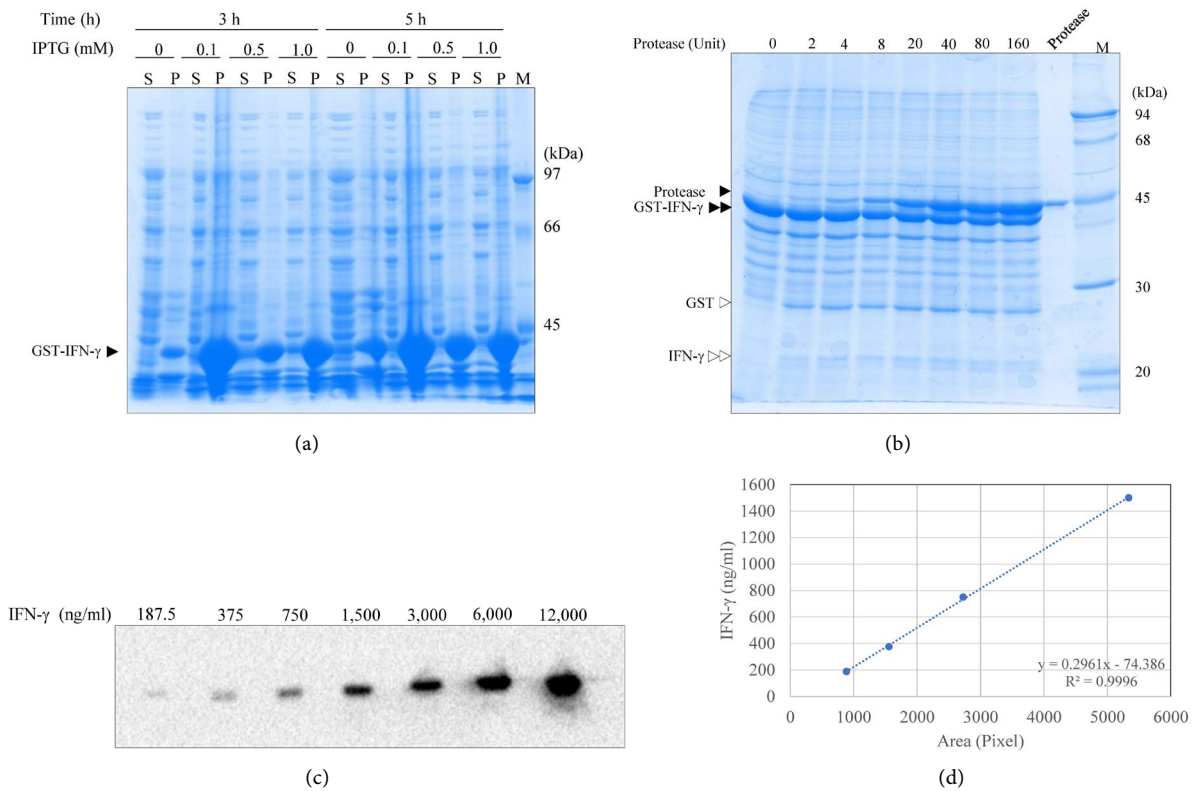 Time (h) 3 h 5 h
IPTG (mM) 0 0.1 0.5 1.0 0 0.1 0.5 1.0
S P S P S P S P S P S P S P S P M
(kDa)
97
66
45
GST-IFN-γ
(a)
Protease (Unit) 0 2 4 8 20 40 80 160 Protease M
(kDa)
94
68
Protease
45
GST-IFN-γ
30
GST
IFN-γ
20
(b)
IFN-γ (ng/ml) 187.5 375 750 1,500 3,000 6,000 12,000
(c)
1600
1400
1200
1000
800
600
400
200
0
IFN-γ (ng/ml)
y = 0.2961x - 74.386
R² = 0.9996
0 1000 2000 3000 4000 5000 6000
Area (Pixel)
(d)